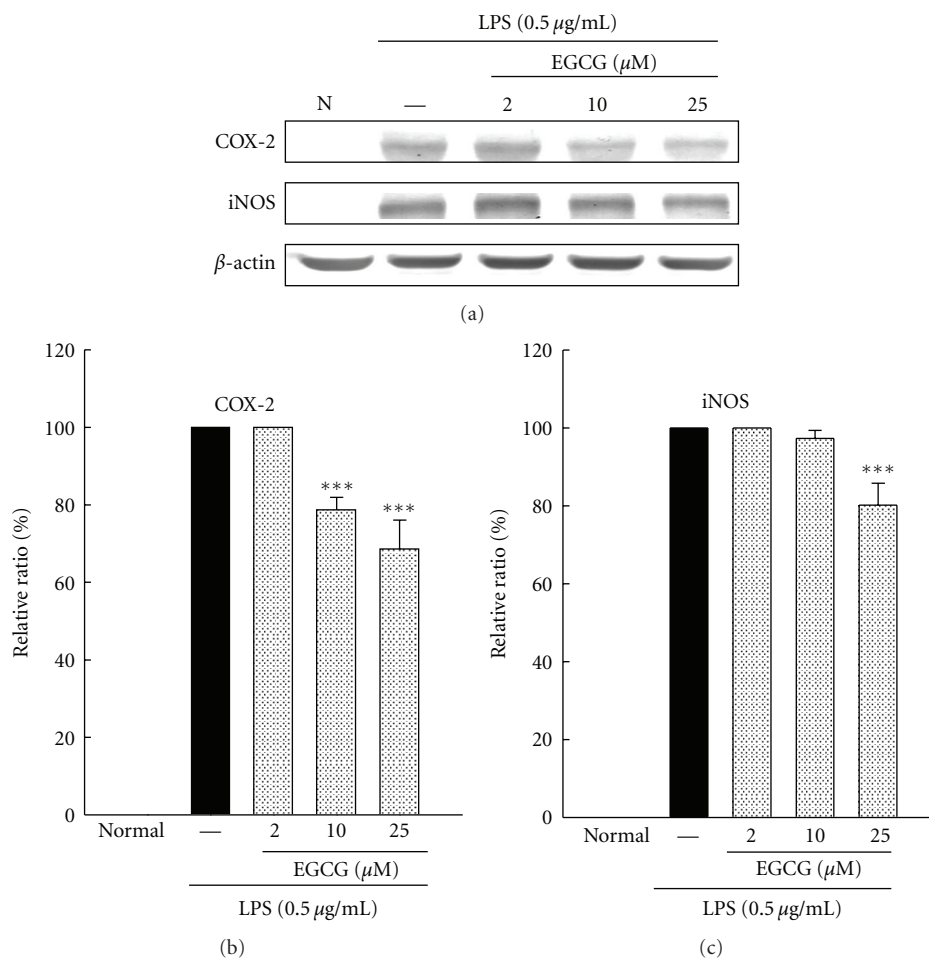 LPS (0.5 μg/mL)
EGCG (μM)
N — 2 10 25
COX-2
iNOS
β-actin
(a)
120
100
80
60
40
20
0
Relative ratio (%)
COX-2
***
***
Normal — 2 10 25
EGCG (μM)
LPS (0.5 μg/mL)
(b)
120
100
80
60
40
20
0
Relative ratio (%)
iNOS
***
Normal — 2 10 25
EGCG (μM)
LPS (0.5 μg/mL)
(c)